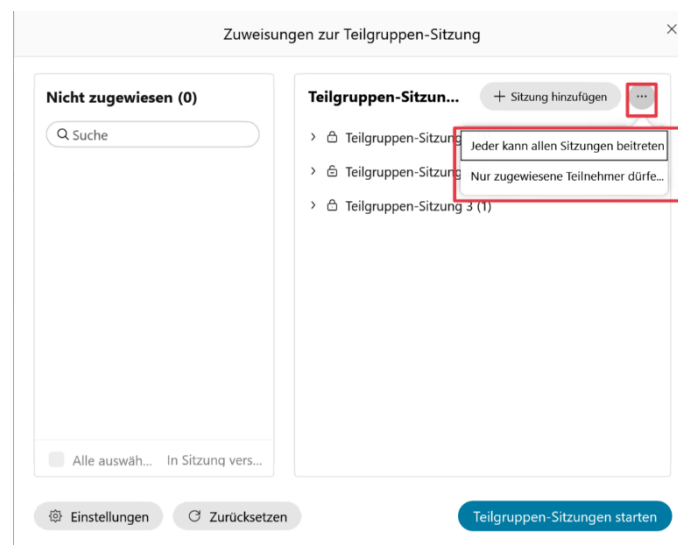 Zuweisungen zur Teilgruppen-Sitzung
Nicht zugewiesen (0)
Suche
Alle auswäh... In Sitzung vers...
Teilgruppen-Sitzun... + Sitzung hinzufügen ...
Teilgruppen-Sitzung
Jeder kann allen Sitzungen beitreten
Teilgruppen-Sitzung
Nur zugewiesene Teilnehmer dürfe...
Teilgruppen-Sitzung 3 (1)
Einstellungen Zurücksetzen Teilgruppen-Sitzungen starten